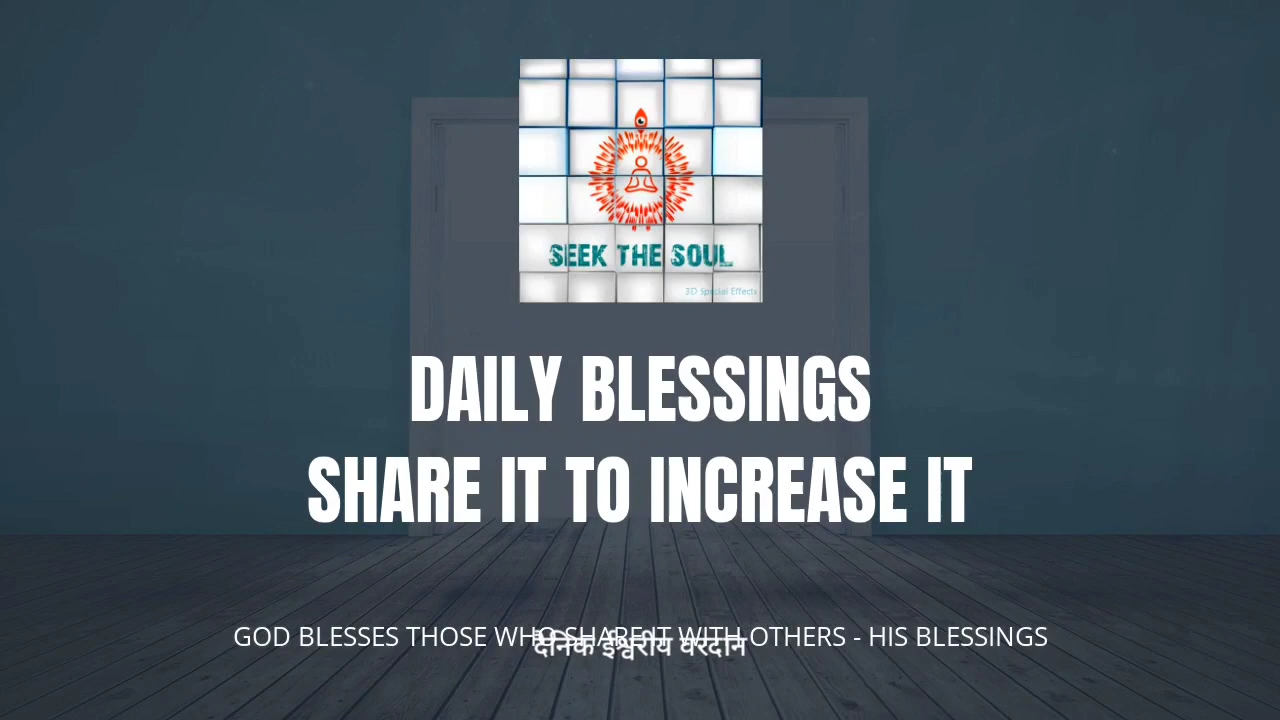 SEEK THE SOUL
3D Special Effects
DAILY BLESSINGS
SHARE IT TO INCREASE IT
GOD BLESSES THOSE WHO SHARE IT WITH OTHERS - HIS BLESSINGS
दैनिक ईश्वरीय वरदान